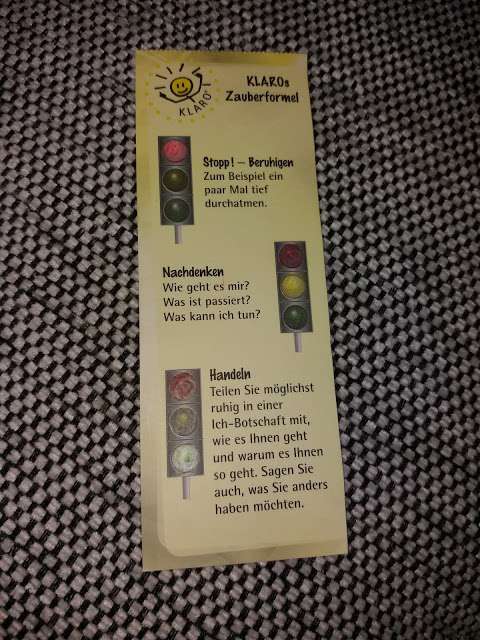 KLARO
KLAROs
Zauberformel
Stopp! – Beruhigen
Zum Beispiel ein
paar Mal tief
durchatmen.
Nachdenken
Wie geht es mir?
Was ist passiert?
Was kann ich tun?
Handeln
Teilen Sie möglichst
ruhig in einer
Ich-Botschaft mit,
wie es Ihnen geht
und warum es Ihnen
so geht. Sagen Sie
auch, was Sie anders
haben möchten.